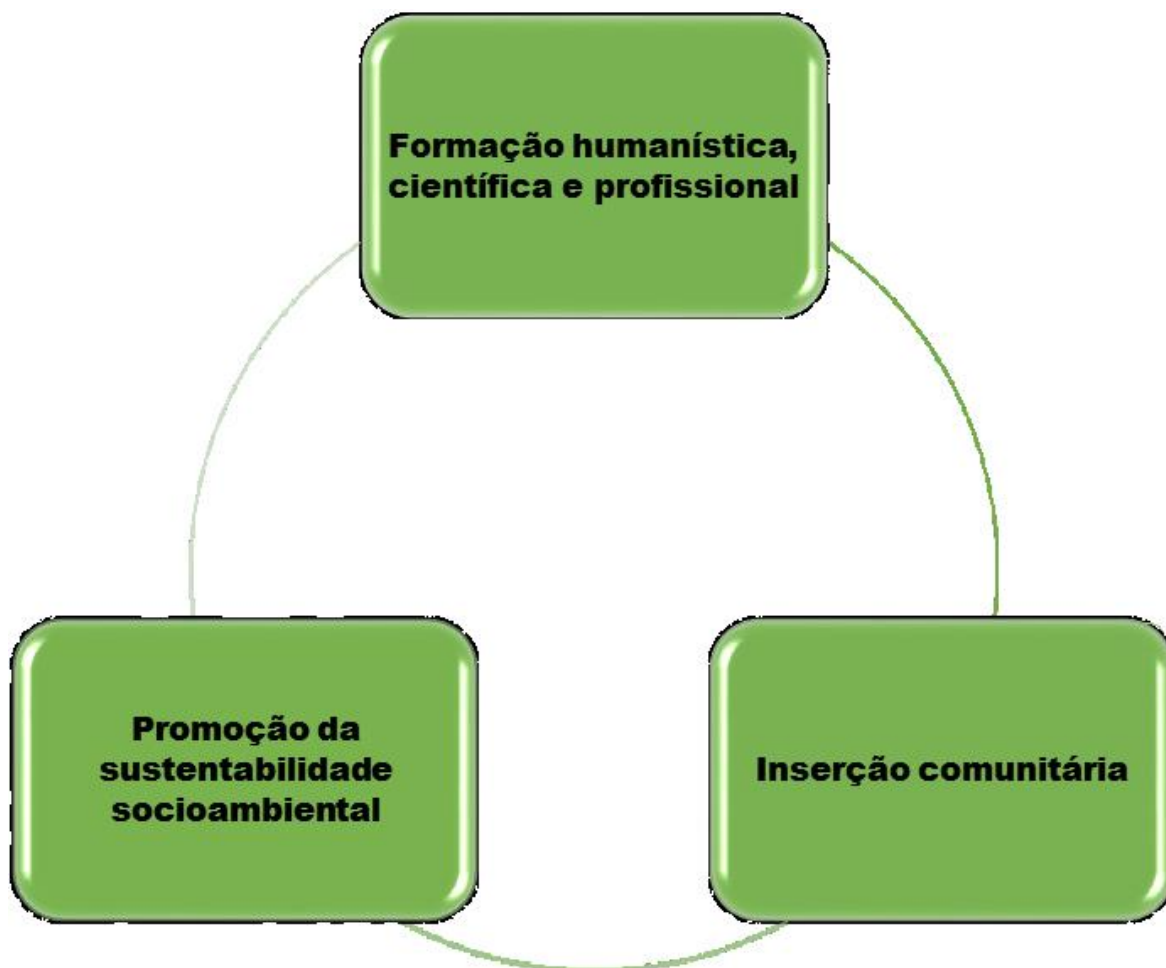 Formação humanística,
científica e profissional
Promoção da
sustentabilidade
socioambiental
Inserção comunitária